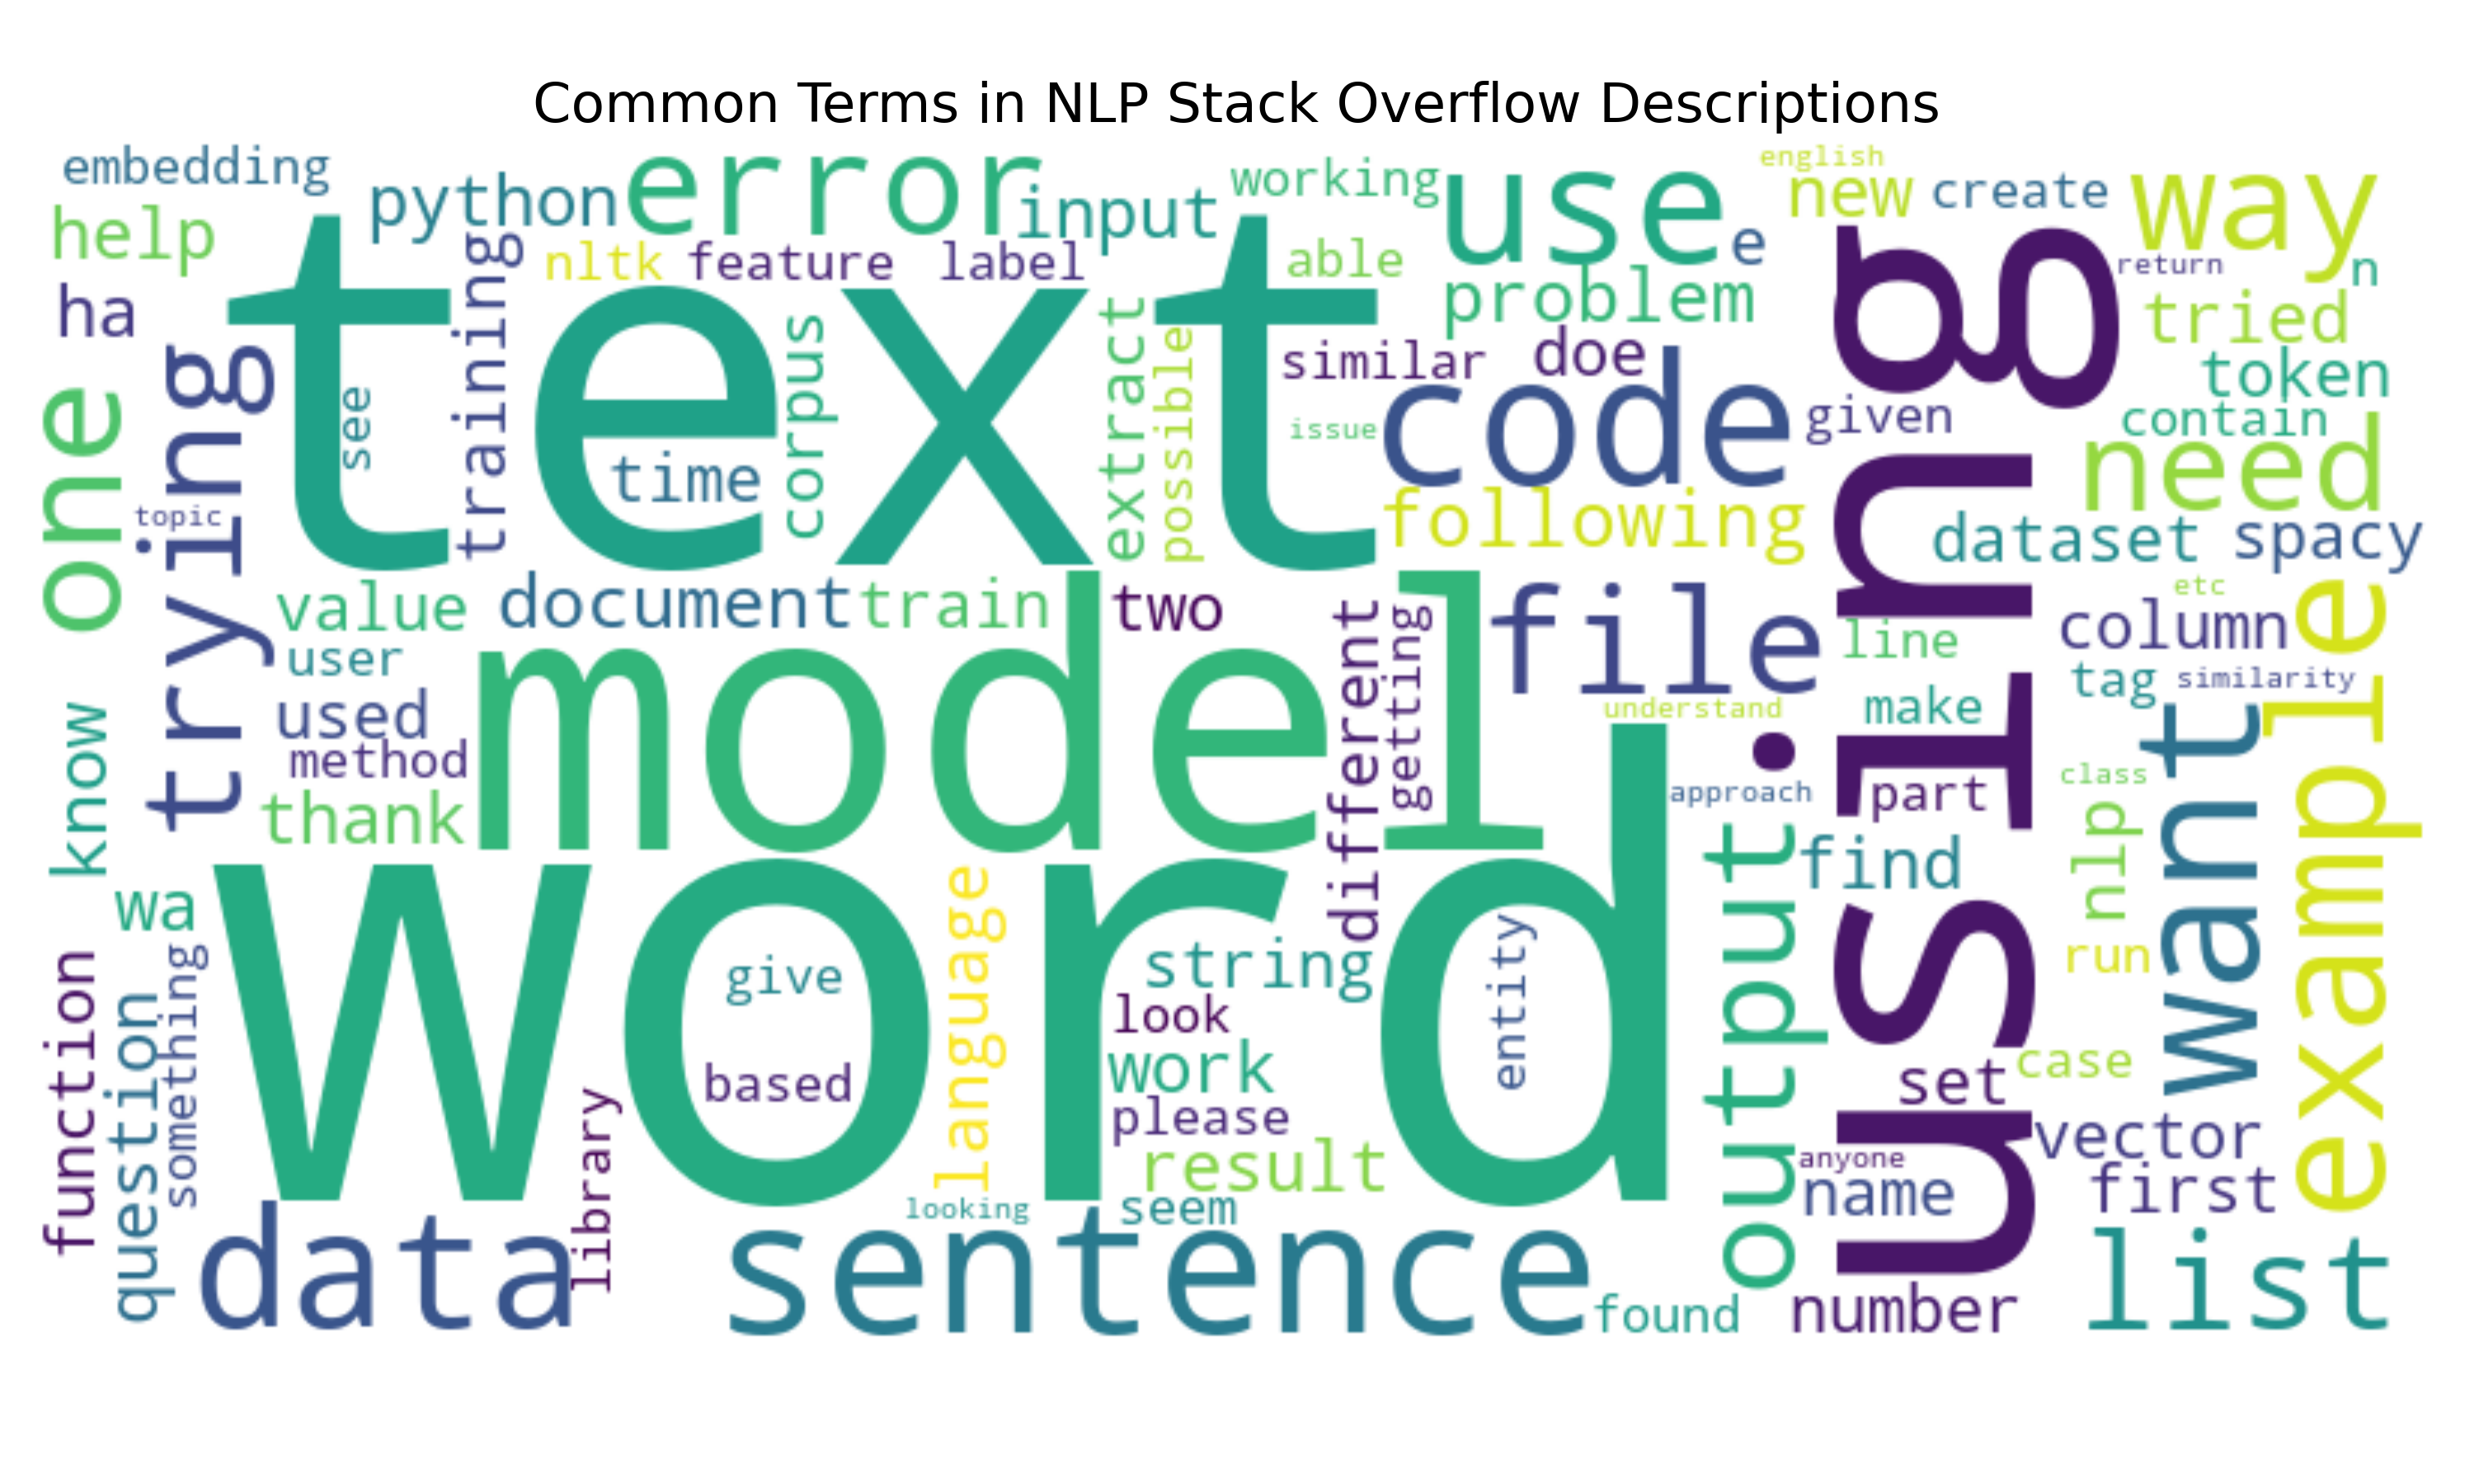 Common Terms in NLP Stack Overflow Descriptions
embedding
python
error
input
working
use
e
english
new
create
way
help
nltk
feature
label
able
return
n
ha
training
text
problem
tried
trying
see
corpus
extract
possible
similar
doe
token
one
time
issue
code
given
contain
need
topic
following
dataset
spacy
using
value
document
train
two
file
line
etc
column
user
used
model
different
getting
understand
make
tag
similarity
example
know
method
thank
approach
part
class
want
nlp
find
wa
word
language
give
string
entity
output
run
function
question
something
library
based
look
work
please
result
set
case
vector
looking
seem
anyone
name
first
data
sentence
found
number
list